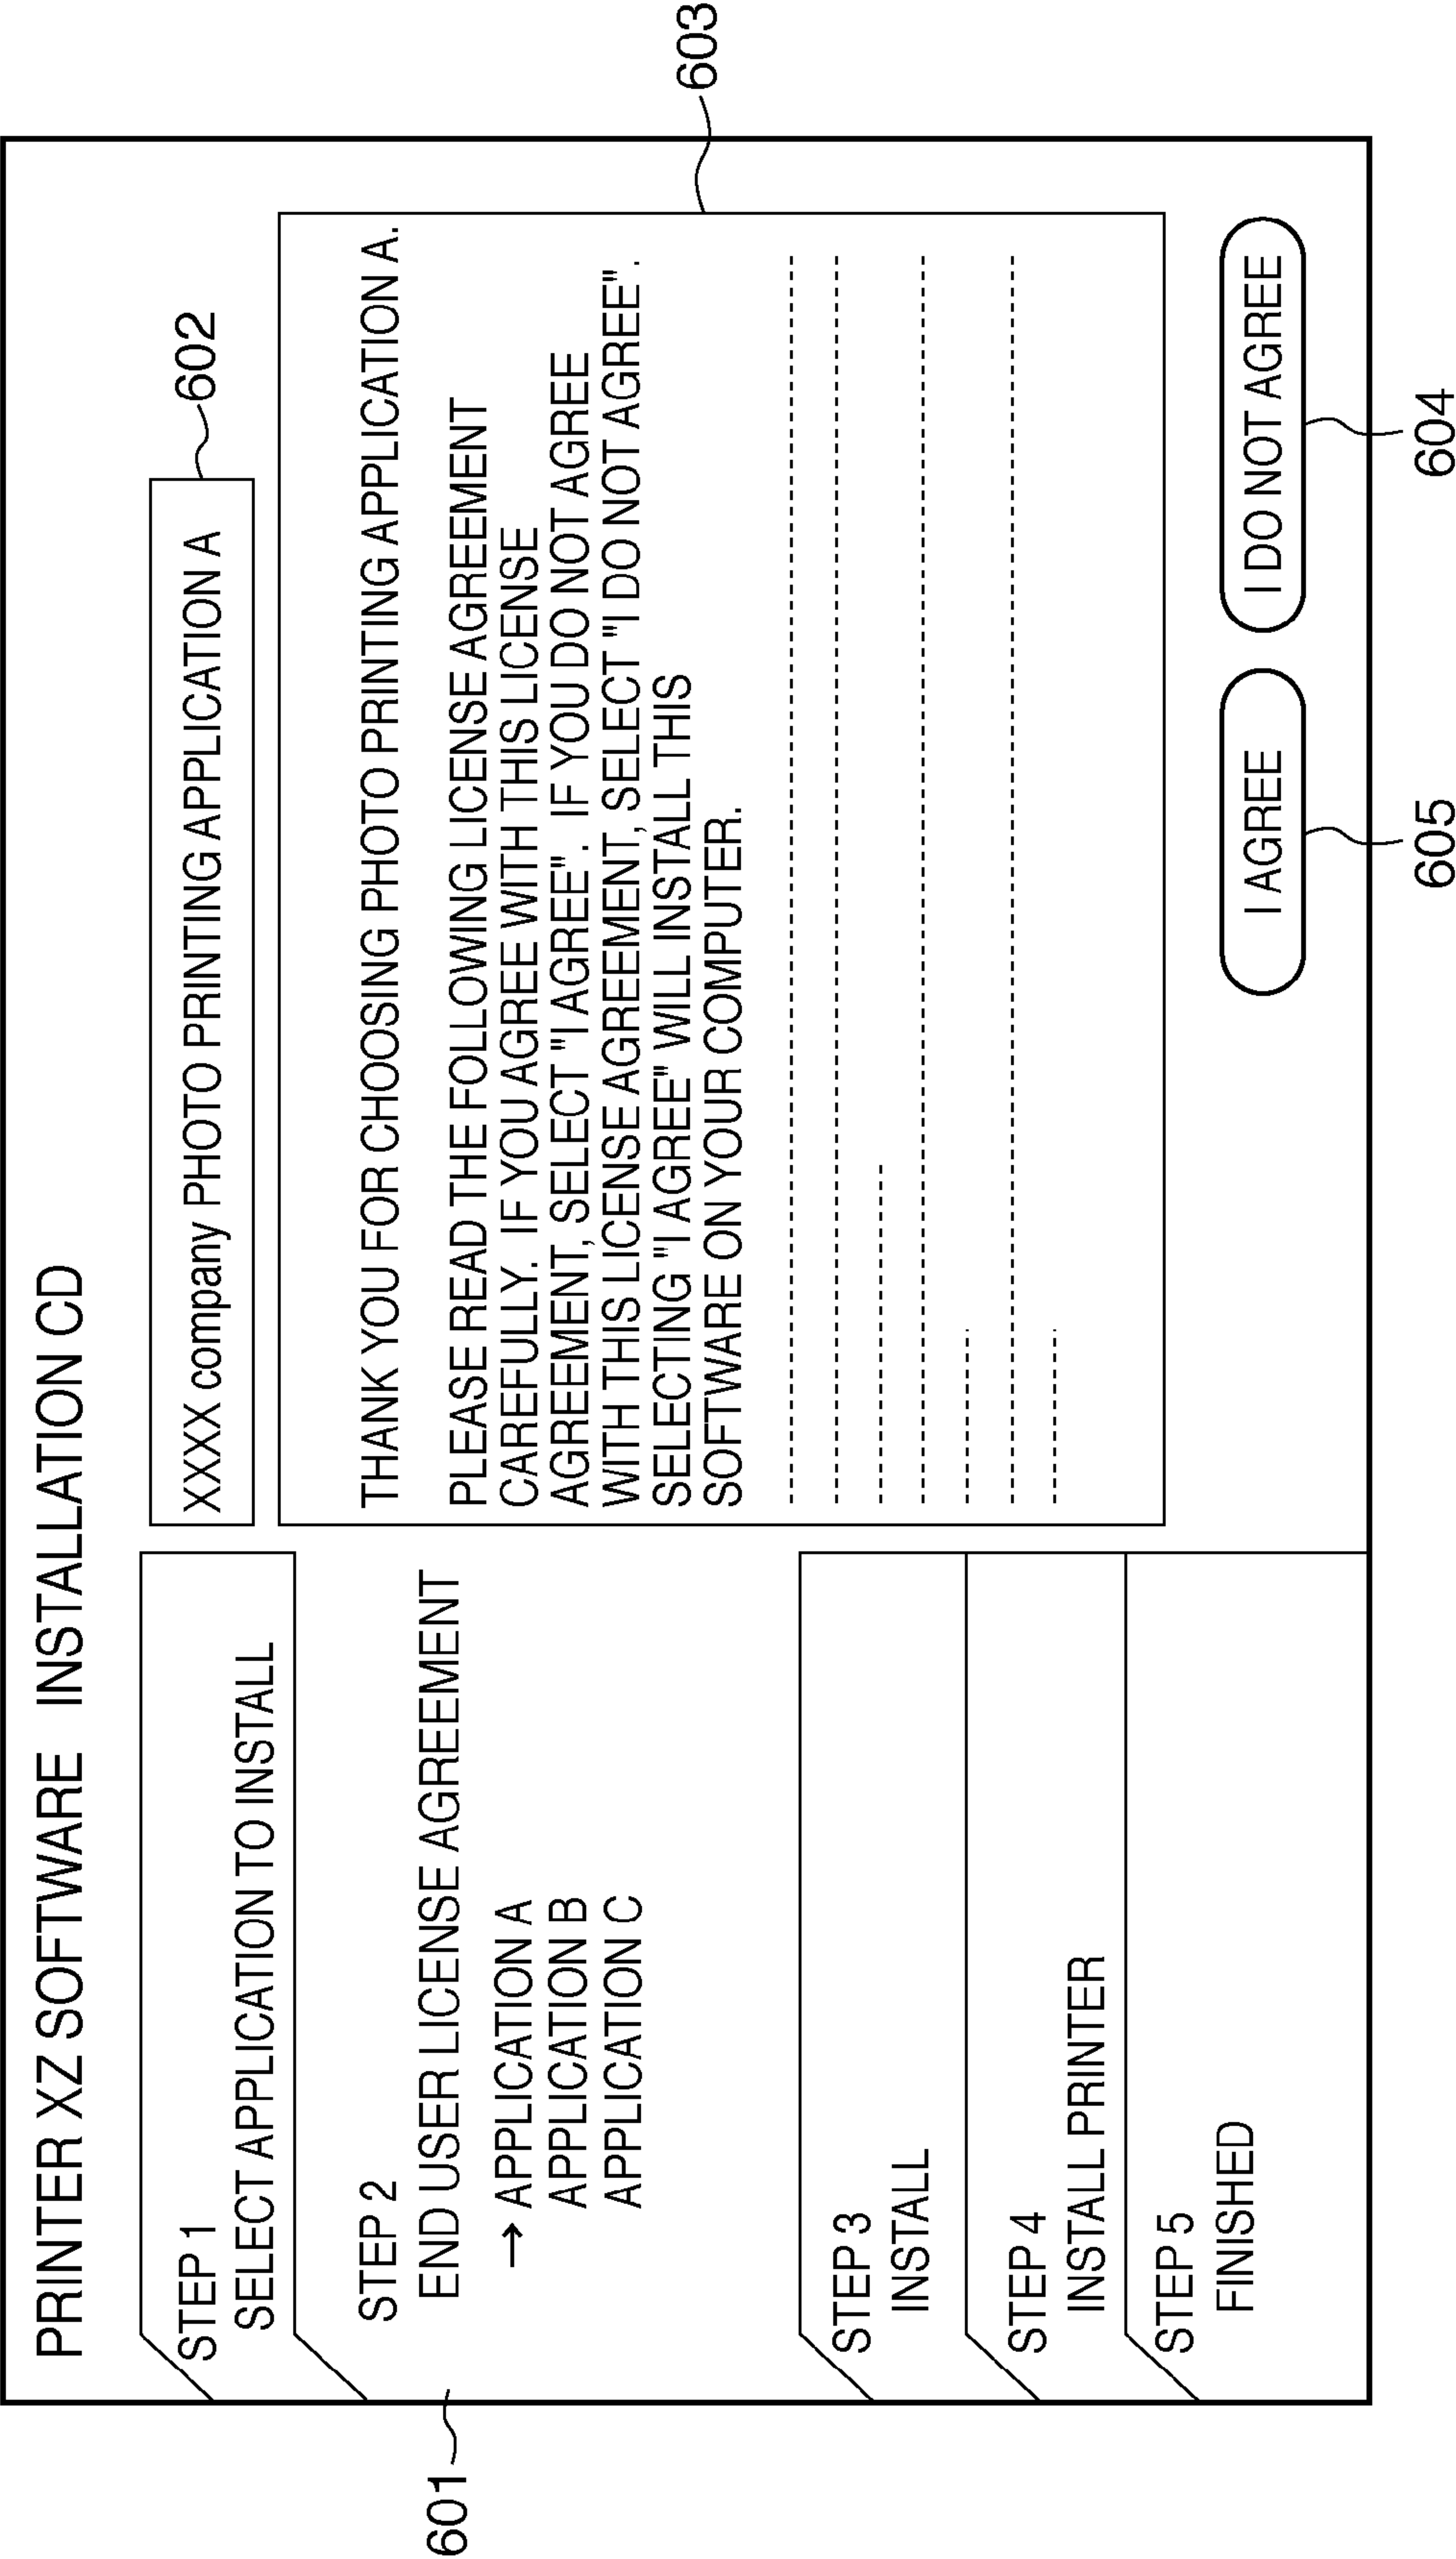 PRINTER XZ SOFTWARE INSTALLATION CD
STEP 1
SELECT APPLICATION TO INSTALL
601
STEP 2
END USER LICENSE AGREEMENT
→ APPLICATION A
APPLICATION B
APPLICATION C
STEP 3
INSTALL
STEP 4
INSTALL PRINTER
STEP 5
FINISHED
XXXX company PHOTO PRINTING APPLICATION A
602
THANK YOU FOR CHOOSING PHOTO PRINTING APPLICATION A.
PLEASE READ THE FOLLOWING LICENSE AGREEMENT
CAREFULLY. IF YOU AGREE WITH THIS LICENSE
AGREEMENT, SELECT "I AGREE". IF YOU DO NOT AGREE
WITH THIS LICENSE AGREEMENT, SELECT "I DO NOT AGREE".
SELECTING "I AGREE" WILL INSTALL THIS
SOFTWARE ON YOUR COMPUTER.
603
I AGREE
I DO NOT AGREE
605
604